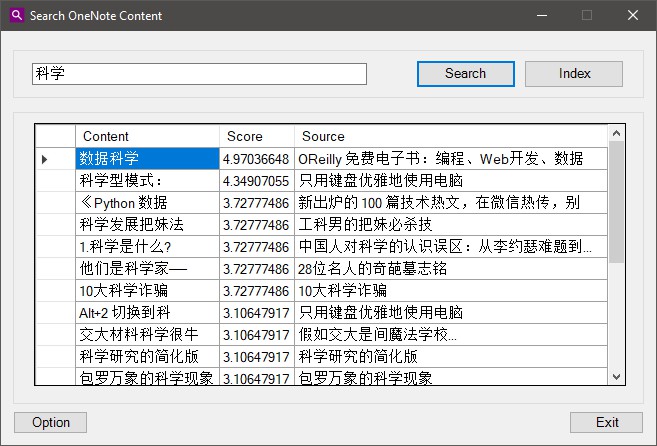 Search OneNote Content
科学 Search Index
Content Score Source
数据科学 4.97036648 OReilly 免费电子书：编程、Web开发、数据
科学型模式： 4.34907055 只用键盘优雅地使用电脑
《Python 数据 3.72777486 新出炉的 100 篇技术热文，在微信热传，别
科学发展把妹法 3.72777486 工科男的把妹必杀技
1.科学是什么? 3.72777486 中国人对科学的认识误区：从李约瑟难题到...
他们是科学家── 3.72777486 28位名人的奇葩墓志铭
10大科学诈骗 3.72777486 10大科学诈骗
Alt+2 切换到科 3.10647917 只用键盘优雅地使用电脑
交大材料科学很牛 3.10647917 假如交大是间魔法学校...
科学研究的简化版 3.10647917 科学研究的简化版
包罗万象的科学现象 3.10647917 包罗万象的科学现象
Option Exit